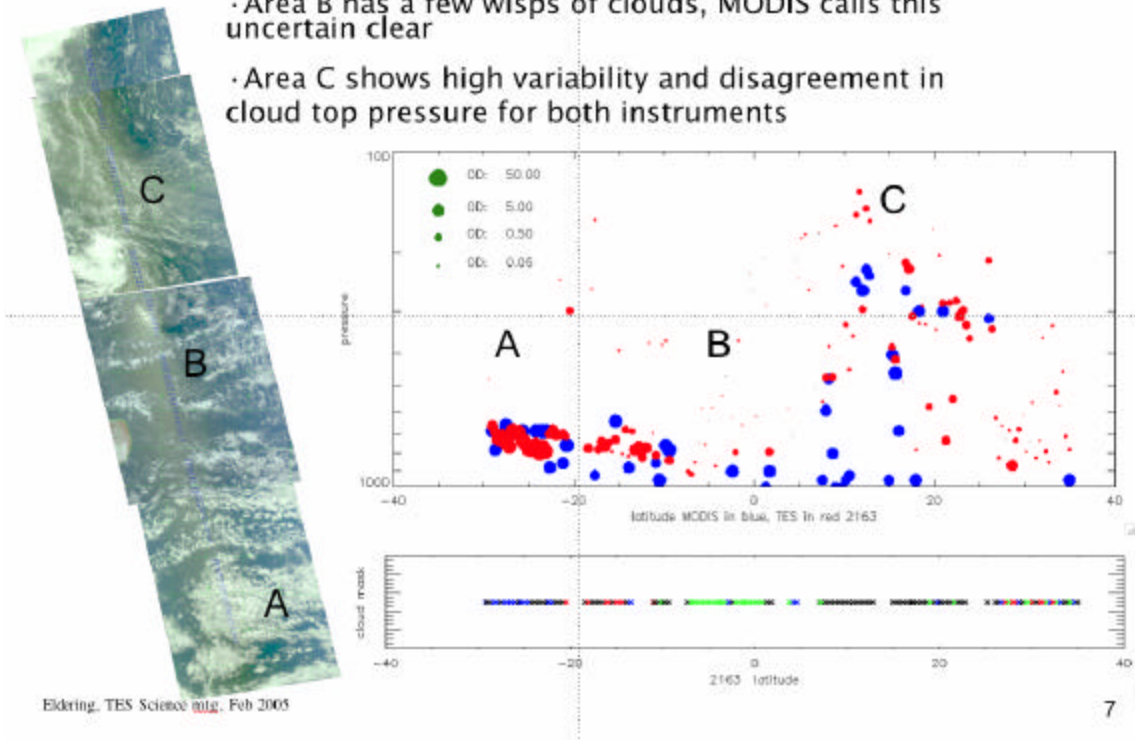 ·Area B has a few wisps of clouds, MODIS calls this
uncertain clear
·Area C shows high variability and disagreement in
cloud top pressure for both instruments
C
B
A
100
OD: 50.00
OD: 5.00
OD: 0.50
OD: 0.05
C
pressure
A
B
1000
-40
-20
0
20
40
latitude MODIS in blue, TES in red 2163
cloud mask
-40
-20
0
20
40
2163 latitude
Eldering, TES Science mtg, Feb 2005
7